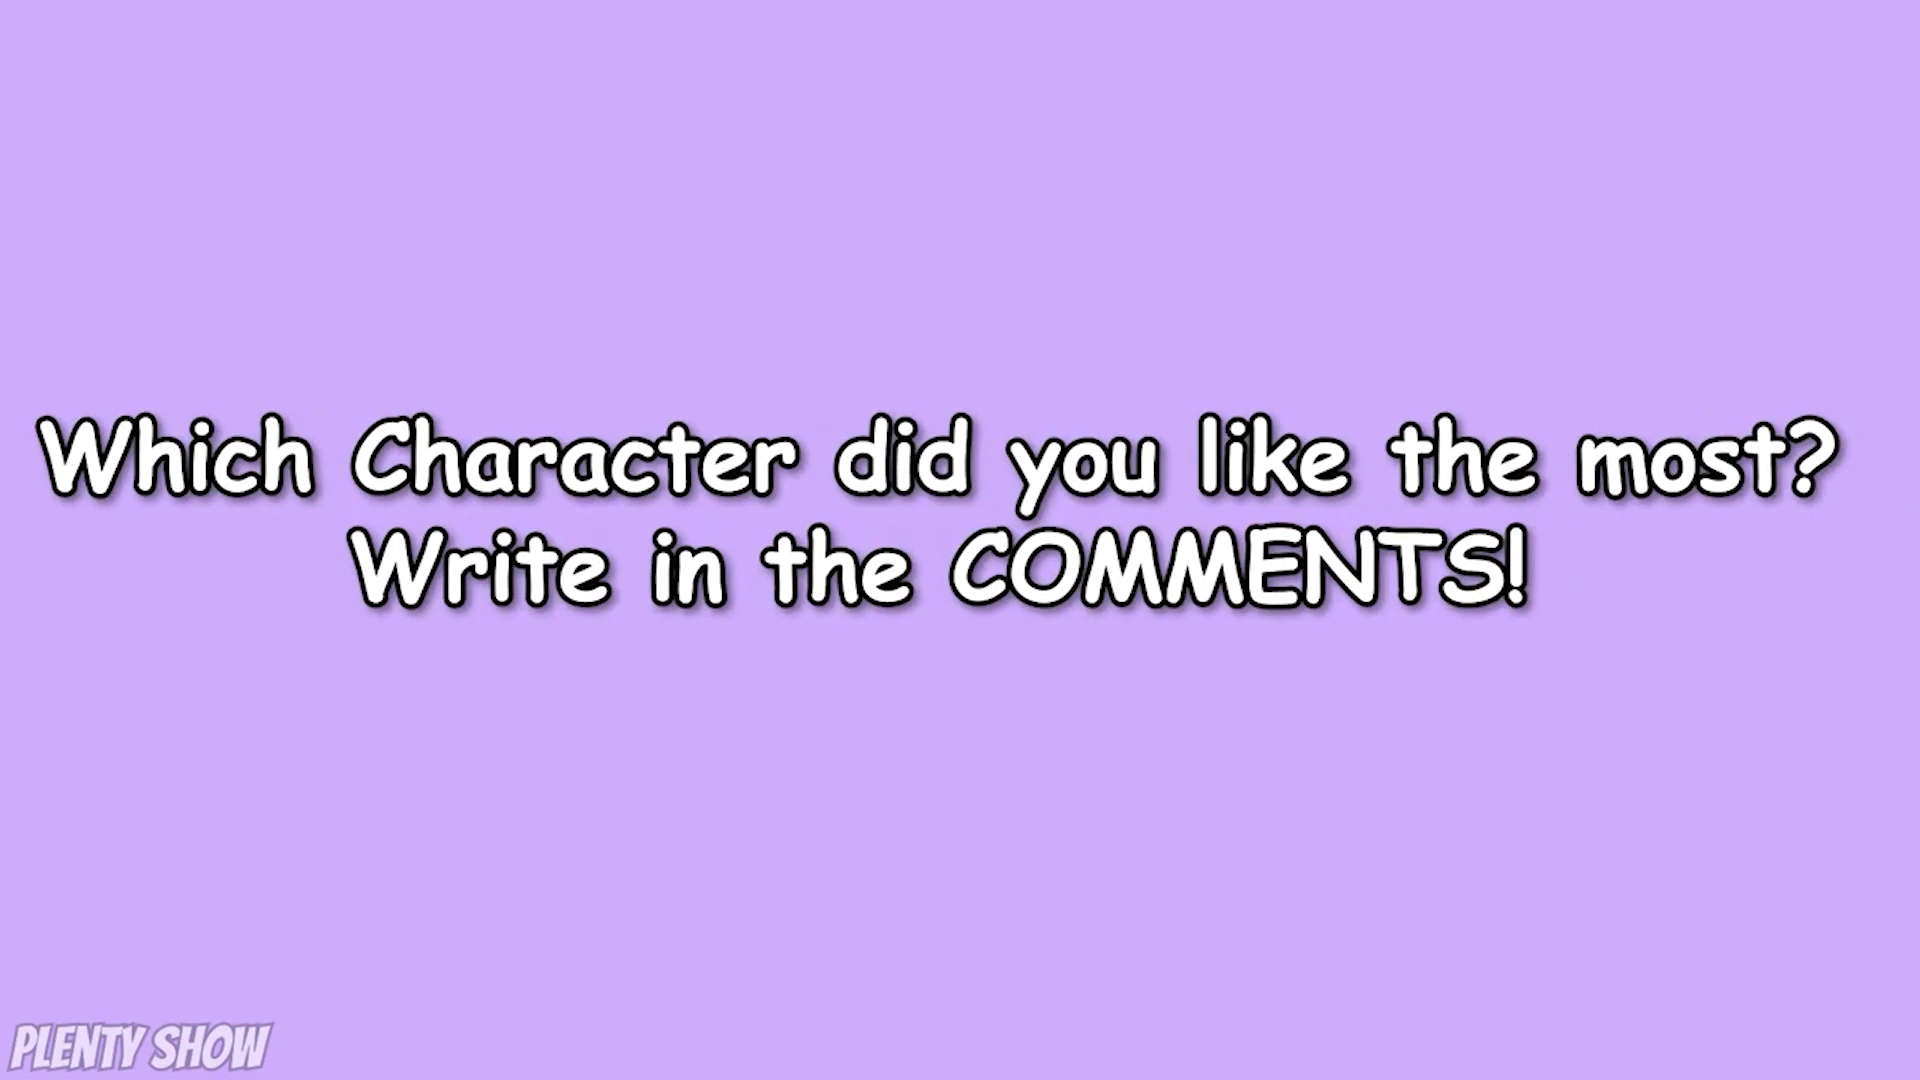 Which Character did you like the most?
Write in the COMMENTS!
PLENTY SHOW